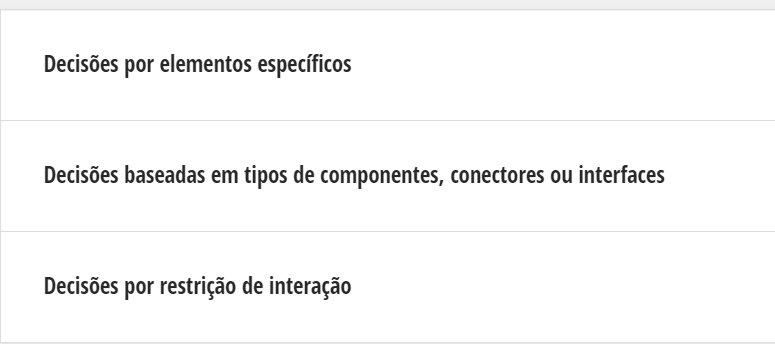 Decisões por elementos específicos
Decisões baseadas em tipos de componentes, conectores ou interfaces
Decisões por restrição de interação